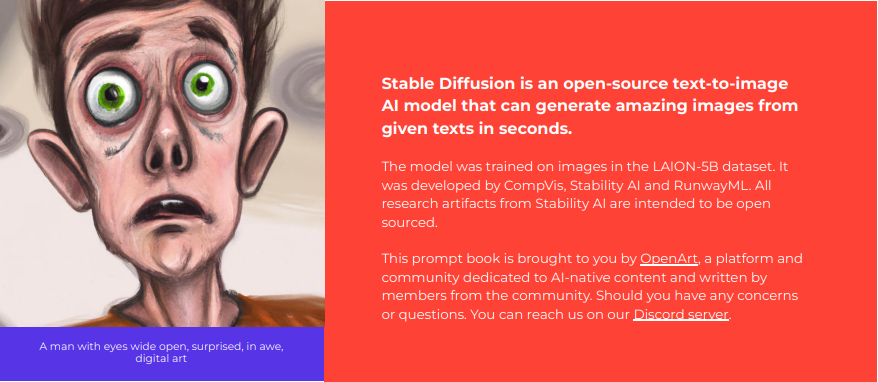 Stable Diffusion is an open-source text-to-image
AI model that can generate amazing images from
given texts in seconds.
The model was trained on images in the LAION-5B dataset. It
was developed by CompVis, Stability AI and RunwayML. All
research artifacts from Stability AI are intended to be open
sourced.
This prompt book is brought to you by OpenArt, a platform and
community dedicated to AI-native content and written by
members from the community. Should you have any concerns
or questions. You can reach us on our Discord server.
A man with eyes wide open, surprised, in awe,
digital art